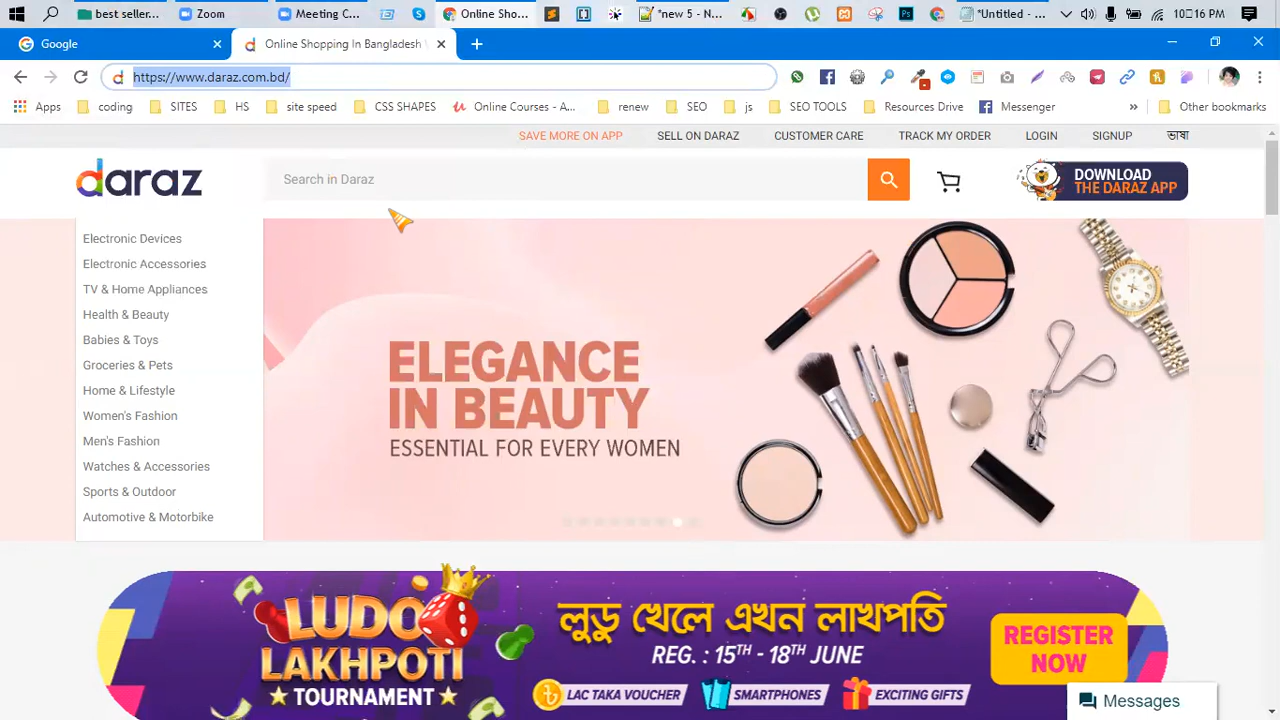 best seller...
Zoom
Meeting C...
Online Sho...
*new 5 - N...
*Untitled - ...
10:16 PM
Google
Online Shopping In Bangladesh
https://www.daraz.com.bd/
Apps
coding
SITES
HS
site speed
CSS SHAPES
Online Courses - A...
renew
SEO
js
SEO TOOLS
Resources Drive
Messenger
Other bookmarks
SAVE MORE ON APP
SELL ON DARAZ
CUSTOMER CARE
TRACK MY ORDER
LOGIN
SIGNUP
ভাষা
daraz
Search in Daraz
DOWNLOAD
THE DARAZ APP
Electronic Devices
Electronic Accessories
TV & Home Appliances
Health & Beauty
Babies & Toys
Groceries & Pets
Home & Lifestyle
Women's Fashion
Men's Fashion
Watches & Accessories
Sports & Outdoor
Automotive & Motorbike
ELEGANCE
IN BEAUTY
ESSENTIAL FOR EVERY WOMEN
LUDO
LAKHPOTI
TOURNAMENT
লুডু খেলে এখন লাখপতি
REG. : 15TH - 18TH JUNE
LAC TAKA VOUCHER
SMARTPHONES
EXCITING GIFTS
REGISTER
NOW
Messages